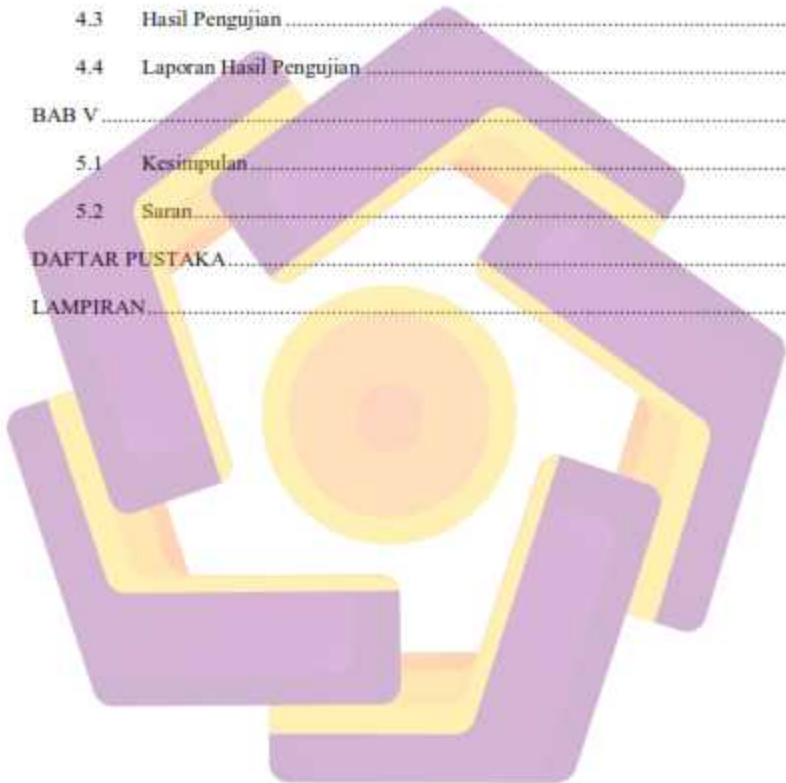 4.3 Hasil Pengujian
4.4 Laporan Hasil Pengujian
BAB V
5.1 Kesimpulan
5.2 Saran
DAFTAR PUSTAKA
LAMPIRAN